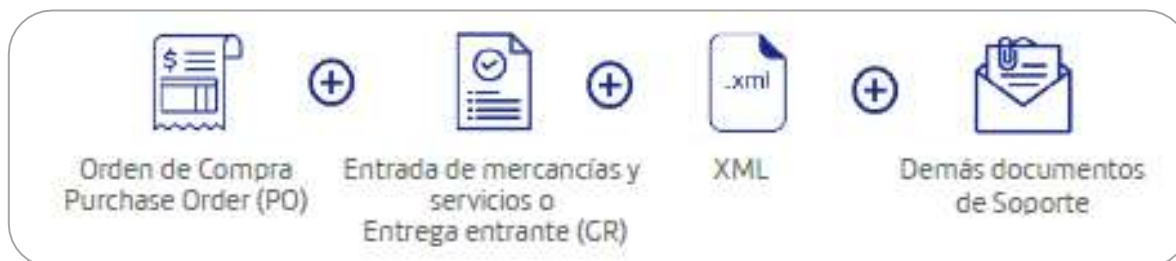 $
.xml
Orden de Compra
Purchase Order (PO)
Entrada de mercancías y
servicios o
Entrega entrante (GR)
XML
Demás documentos
de Soporte